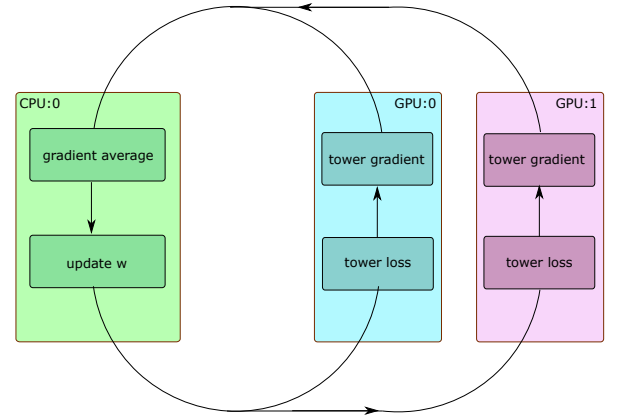 CPU:0
gradient average
update w
GPU:0
tower gradient
tower loss
GPU:1
tower gradient
tower loss